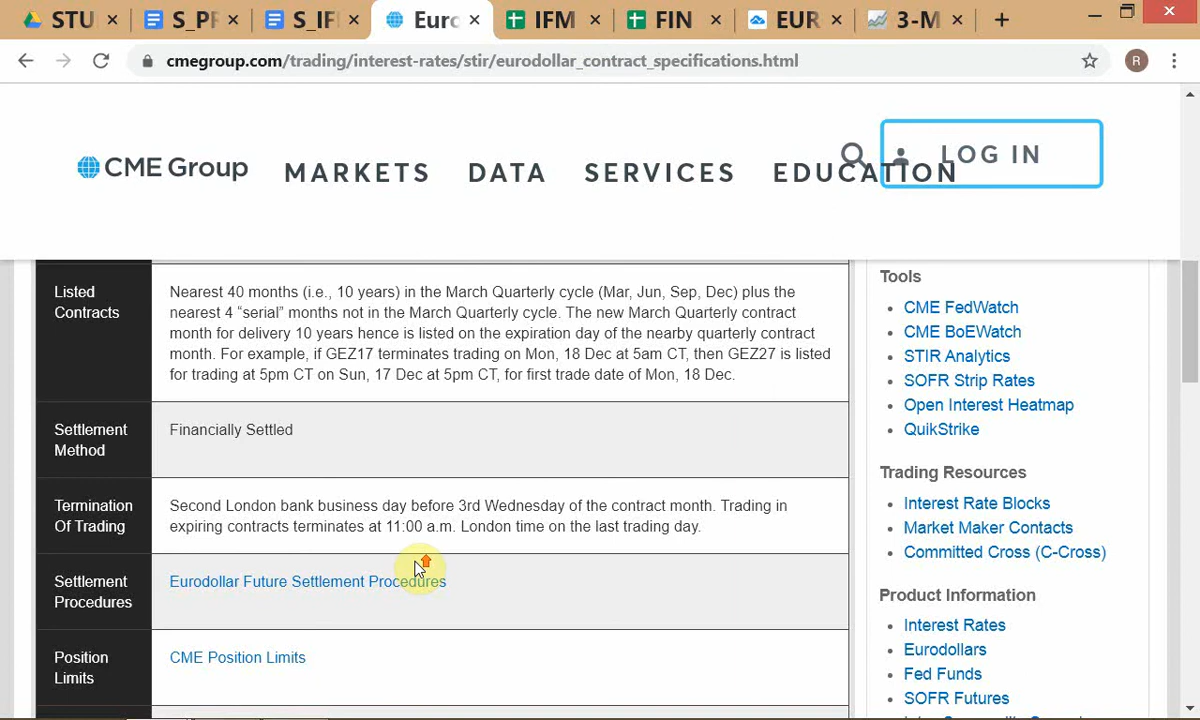 STU
S_PF
S_IFI
Euro
IFM
FIN
EUR
3-M
cmegroup.com/trading/interest-rates/stir/eurodollar_contract_specifications.html
R
CME Group
MARKETS
DATA
SERVICES
EDUCATION
LOG IN
Listed
Contracts
Nearest 40 months (i.e., 10 years) in the March Quarterly cycle (Mar, Jun, Sep, Dec) plus the
nearest 4 “serial” months not in the March Quarterly cycle. The new March Quarterly contract
month for delivery 10 years hence is listed on the expiration day of the nearby quarterly contract
month. For example, if GEZ17 terminates trading on Mon, 18 Dec at 5am CT, then GEZ27 is listed
for trading at 5pm CT on Sun, 17 Dec at 5pm CT, for first trade date of Mon, 18 Dec.
Settlement
Method
Financially Settled
Termination
Of Trading
Second London bank business day before 3rd Wednesday of the contract month. Trading in
expiring contracts terminates at 11:00 a.m. London time on the last trading day.
Settlement
Procedures
Eurodollar Future Settlement Procedures
Position
Limits
CME Position Limits
Tools
CME FedWatch
CME BoEWatch
STIR Analytics
SOFR Strip Rates
Open Interest Heatmap
QuikStrike
Trading Resources
Interest Rate Blocks
Market Maker Contacts
Committed Cross (C-Cross)
Product Information
Interest Rates
Eurodollars
Fed Funds
SOFR Futures